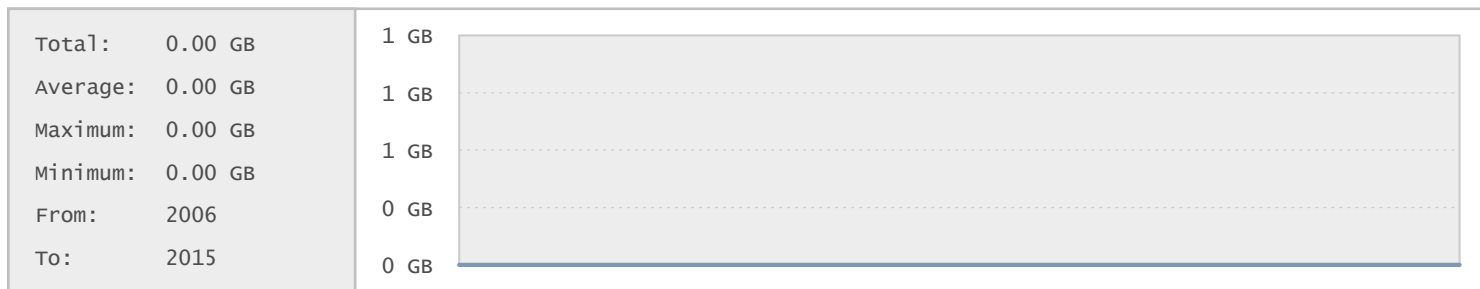 Total: 0.00 GB
Average: 0.00 GB
Maximum: 0.00 GB
Minimum: 0.00 GB
From: 2006
To: 2015
1 GB
1 GB
1 GB
0 GB
0 GB